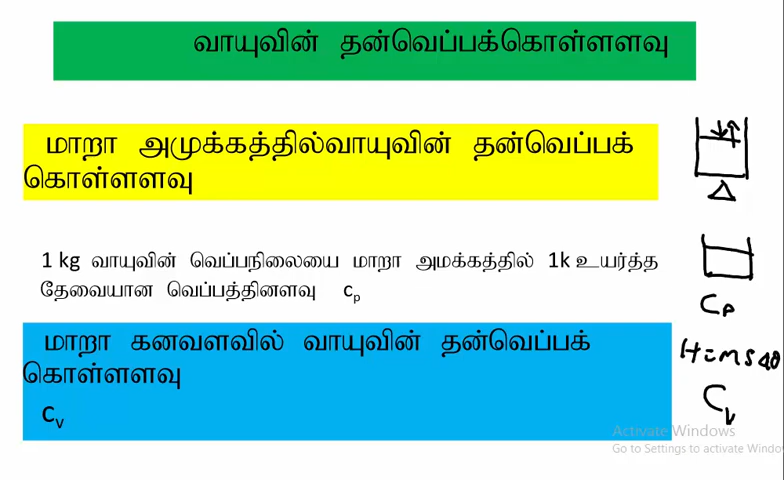 வாயுவின் தன்வெப்பக்கொள்ளளவு
மாறா அமுக்கத்தில்வாயுவின் தன்வெப்பக்
கொள்ளளவு
1 kg வாயுவின் வெப்பநிலையை மாறா அமக்கத்தில் 1k உயர்த்த
தேவையான வெப்பத்தினளவு cp
Cp
மாறா கனவளவில் வாயுவின் தன்வெப்பக்
கொள்ளளவு
H=msΔθ
cv
Cv
Activate Windows
Go to Settings to activate Windo